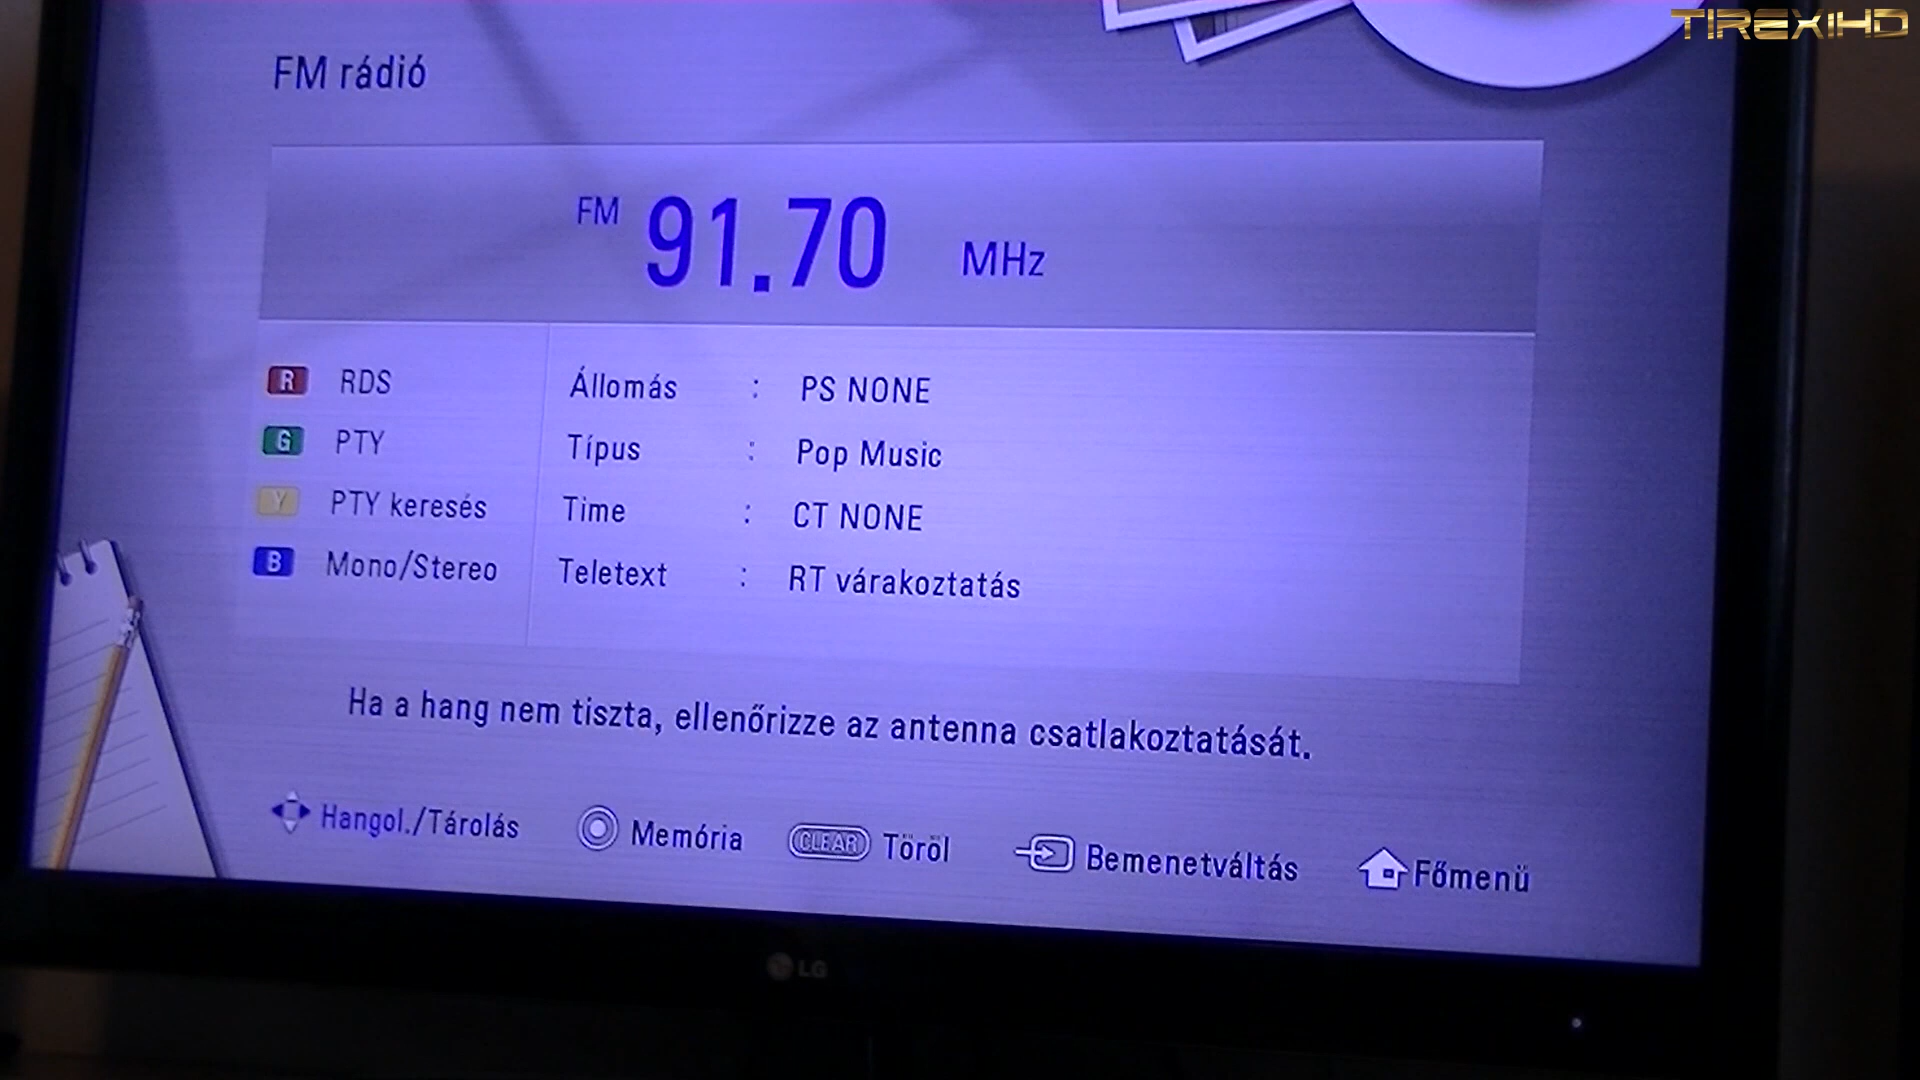 TIREXIHD
FM rádió
FM 91.70 MHz
R RDS
G PTY
Y PTY keresés
B Mono/Stereo
Állomás : PS NONE
Típus : Pop Music
Time : CT NONE
Teletext : RT várakoztatás
Ha a hang nem tiszta, ellenőrizze az antenna csatlakoztatását.
Hangol./Tárolás Memória CLEAR Töröl Bemenetváltás Főmenü
LG